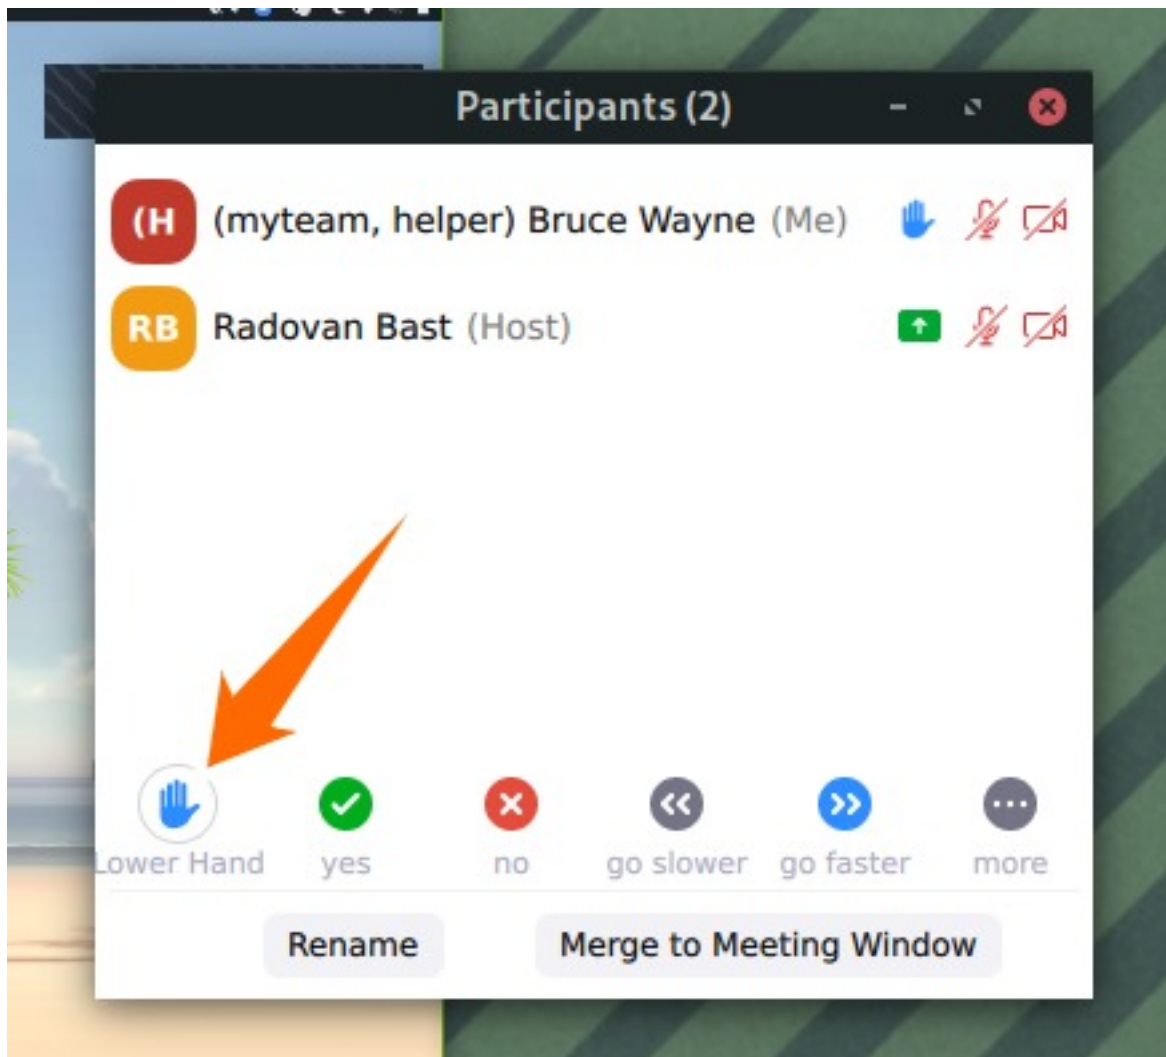 Participants (2)
(H (myteam, helper) Bruce Wayne (Me)
RB Radovan Bast (Host)
Lower Hand yes no go slower go faster more
Rename Merge to Meeting Window